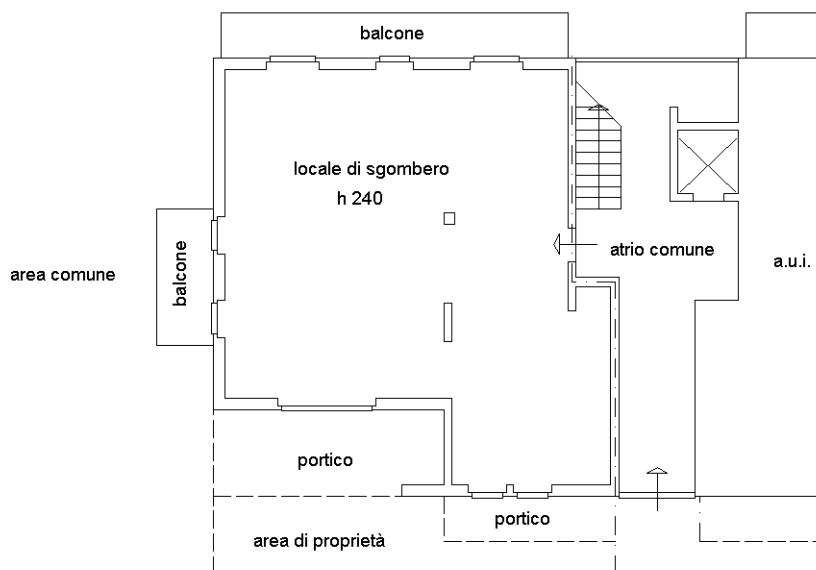 balcone
locale di sgombero
h 240
balcone
area comune
atrio comune
a.u.i.
portico
portico
area di proprietà